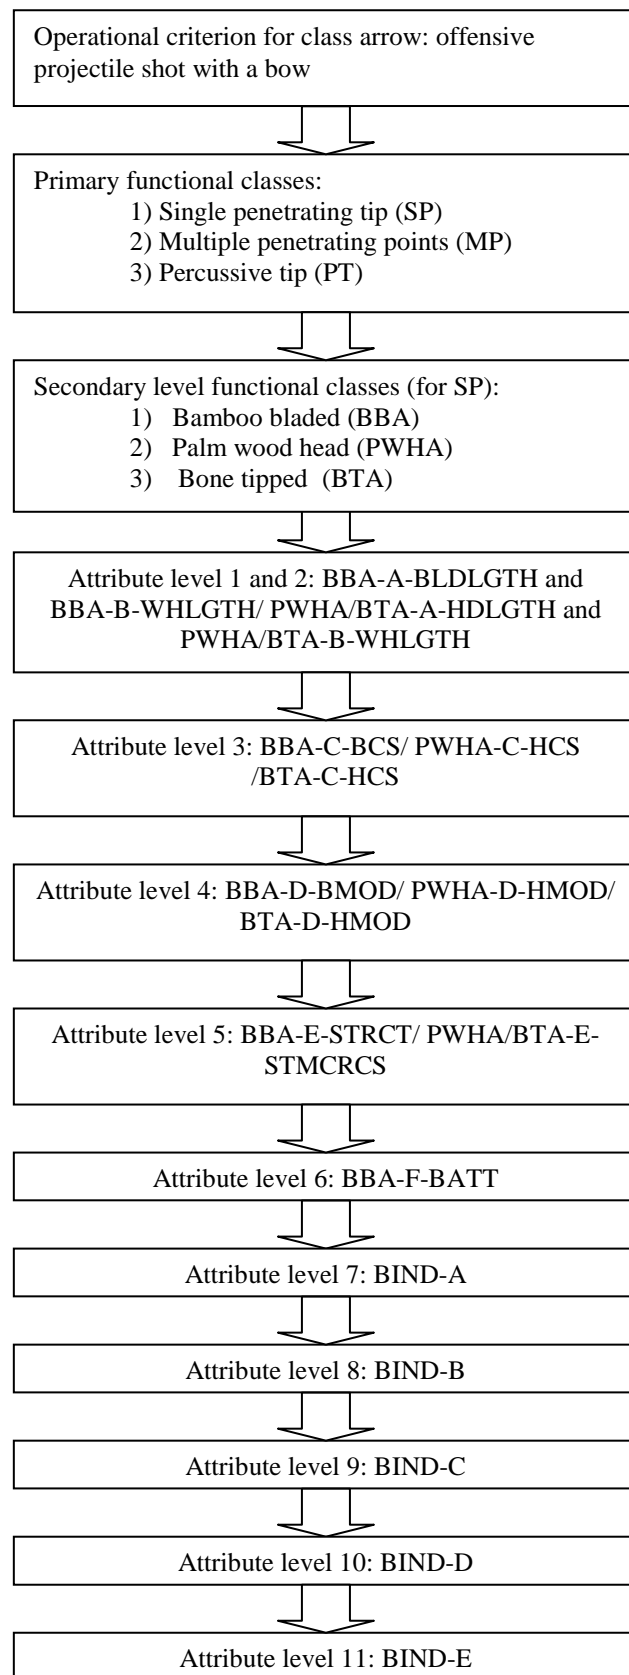 Operational criterion for class arrow: offensive
projectile shot with a bow
Primary functional classes:
1) Single penetrating tip (SP)
2) Multiple penetrating points (MP)
3) Percussive tip (PT)
Secondary level functional classes (for SP):
1) Bamboo bladed (BBA)
2) Palm wood head (PWHA)
3) Bone tipped (BTA)
Attribute level 1 and 2: BBA-A-BLDLGTH and
BBA-B-WHLGTH/ PWHA/BTA-A-HDLGTH and
PWHA/BTA-B-WHLGTH
Attribute level 3: BBA-C-BCS/ PWHA-C-HCS
/BTA-C-HCS
Attribute level 4: BBA-D-BMOD/ PWHA-D-HMOD/
BTA-D-HMOD
Attribute level 5: BBA-E-STRCT/ PWHA/BTA-E-
STMCRCS
Attribute level 6: BBA-F-BATT
Attribute level 7: BIND-A
Attribute level 8: BIND-B
Attribute level 9: BIND-C
Attribute level 10: BIND-D
Attribute level 11: BIND-E